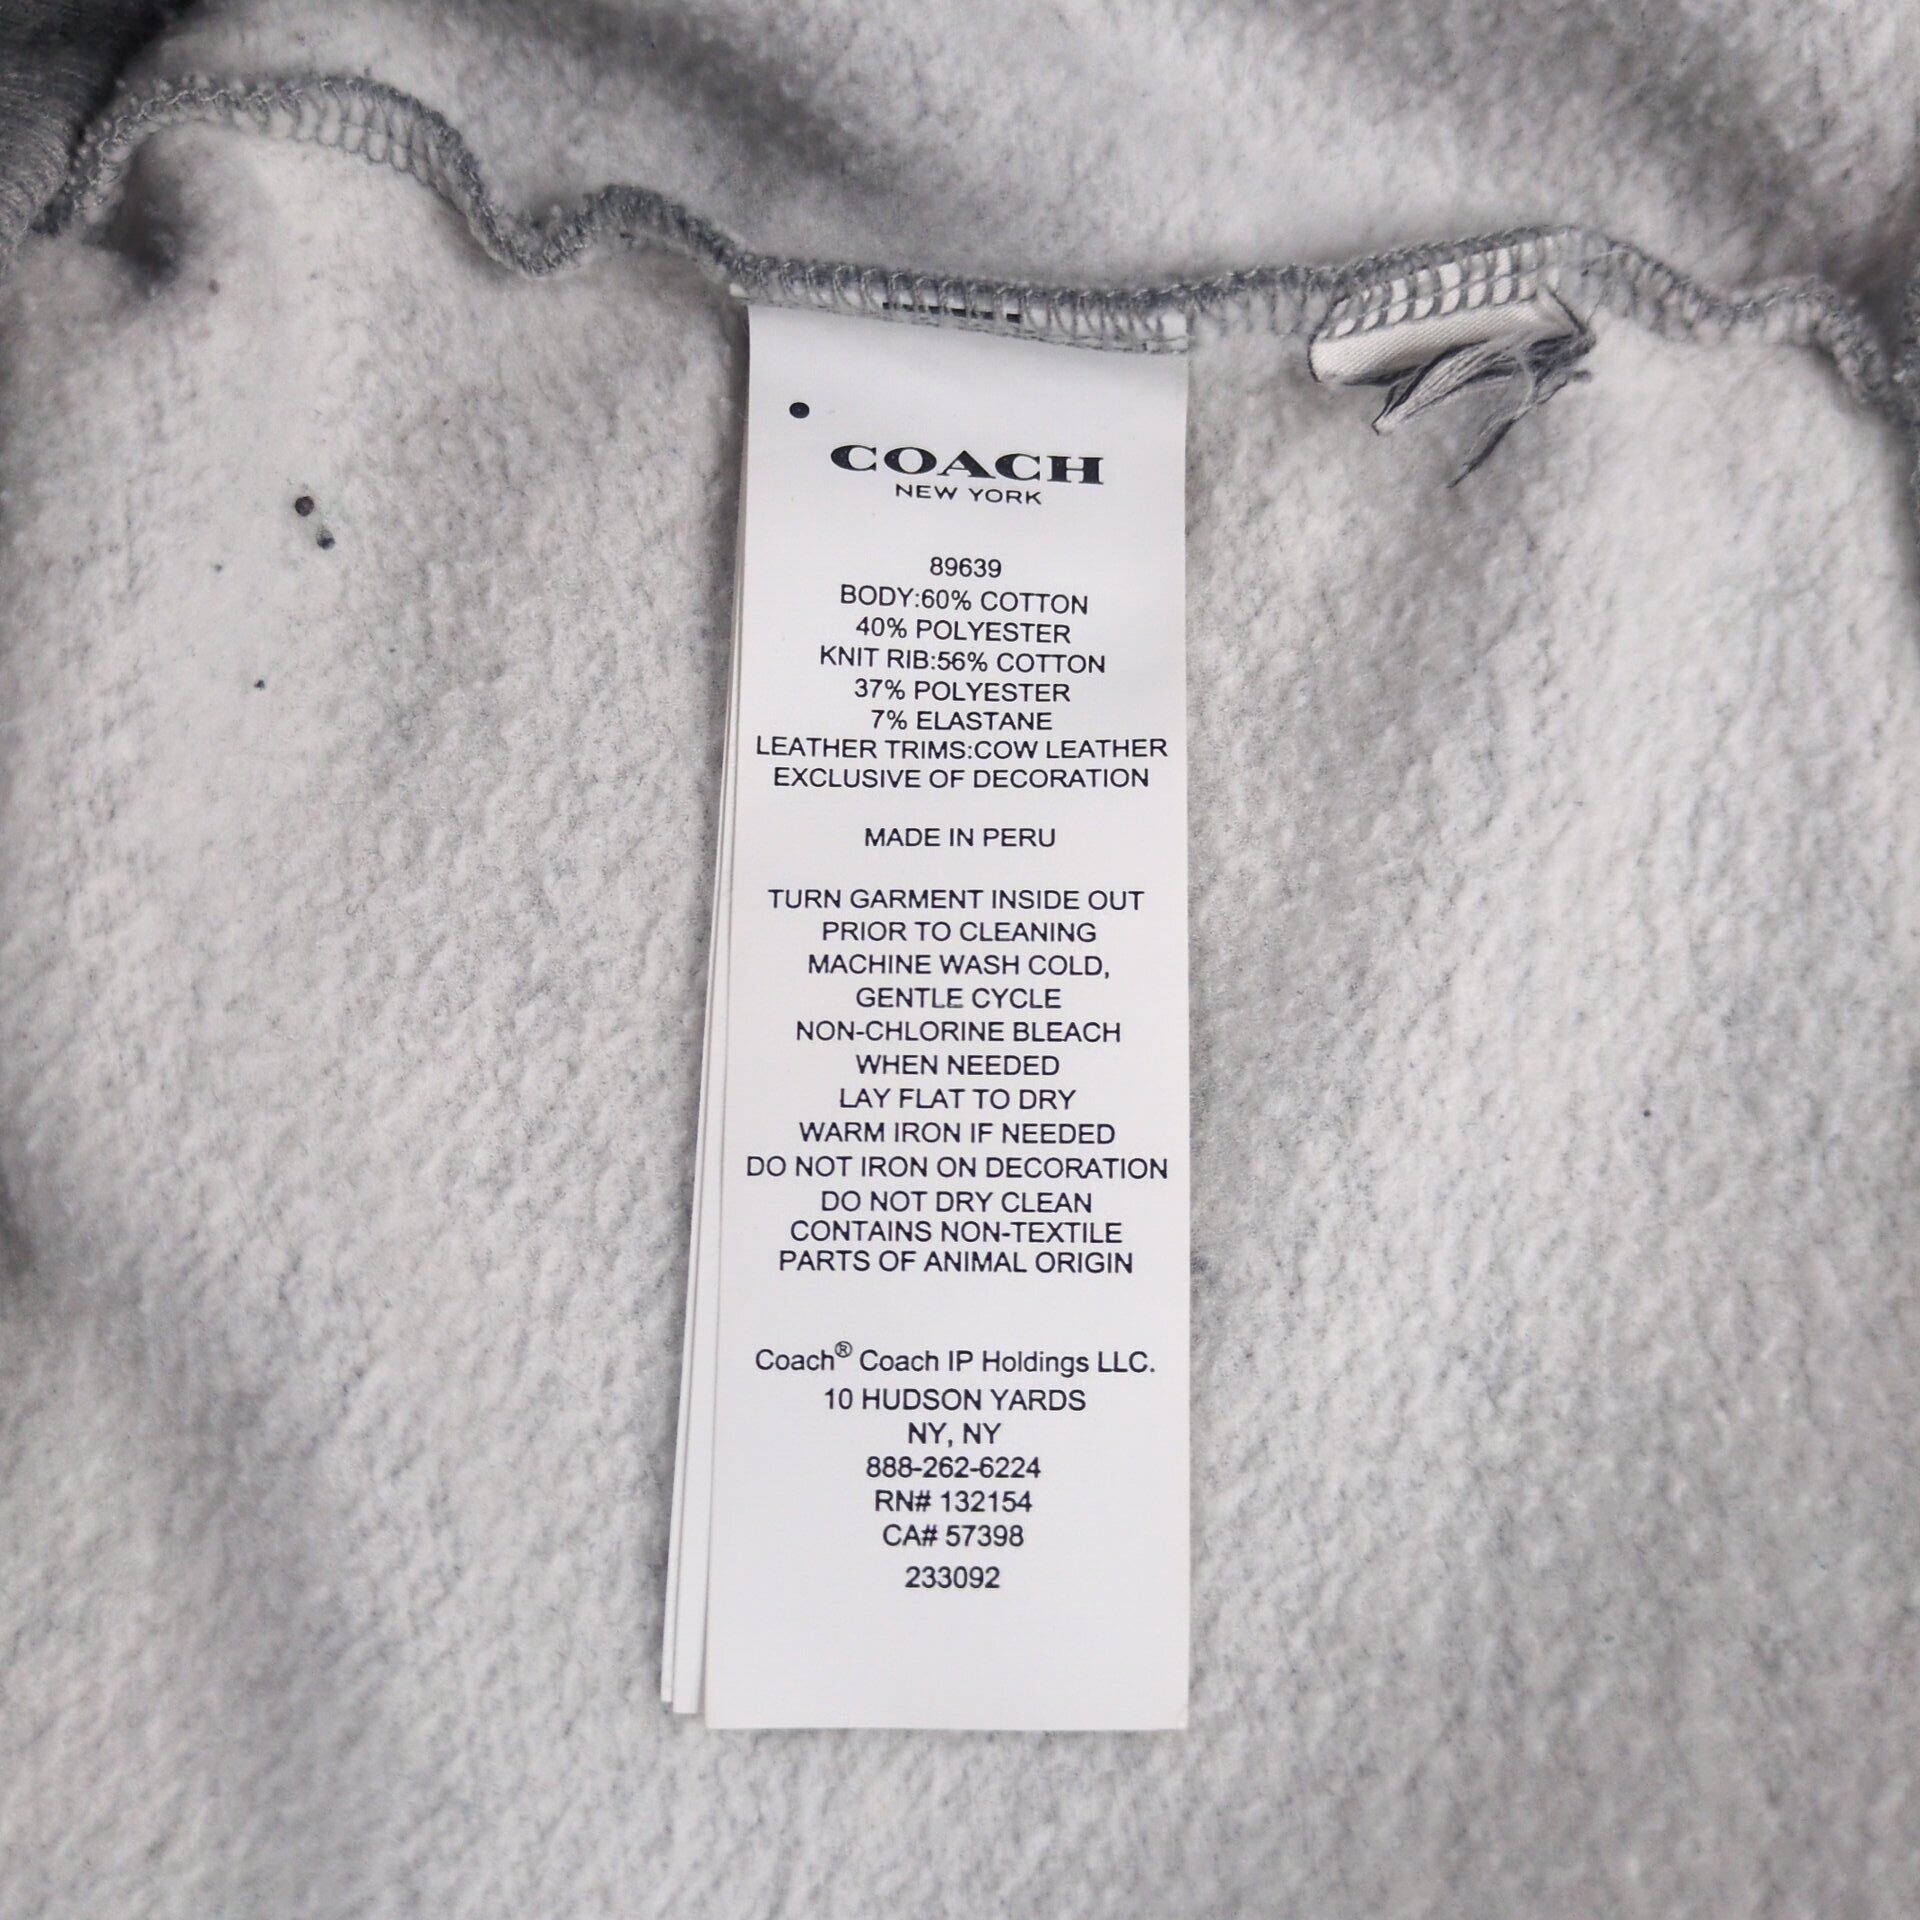 COACH
NEW YORK
89639
BODY:60% COTTON
40% POLYESTER
KNIT RIB:56% COTTON
37% POLYESTER
7% ELASTANE
LEATHER TRIMS:COW LEATHER
EXCLUSIVE OF DECORATION
MADE IN PERU
TURN GARMENT INSIDE OUT
PRIOR TO CLEANING
MACHINE WASH COLD,
GENTLE CYCLE
NON-CHLORINE BLEACH
WHEN NEEDED
LAY FLAT TO DRY
WARM IRON IF NEEDED
DO NOT IRON ON DECORATION
DO NOT DRY CLEAN
CONTAINS NON-TEXTILE
PARTS OF ANIMAL ORIGIN
Coach® Coach IP Holdings LLC.
10 HUDSON YARDS
NY, NY
888-262-6224
RN# 132154
CA# 57398
233092